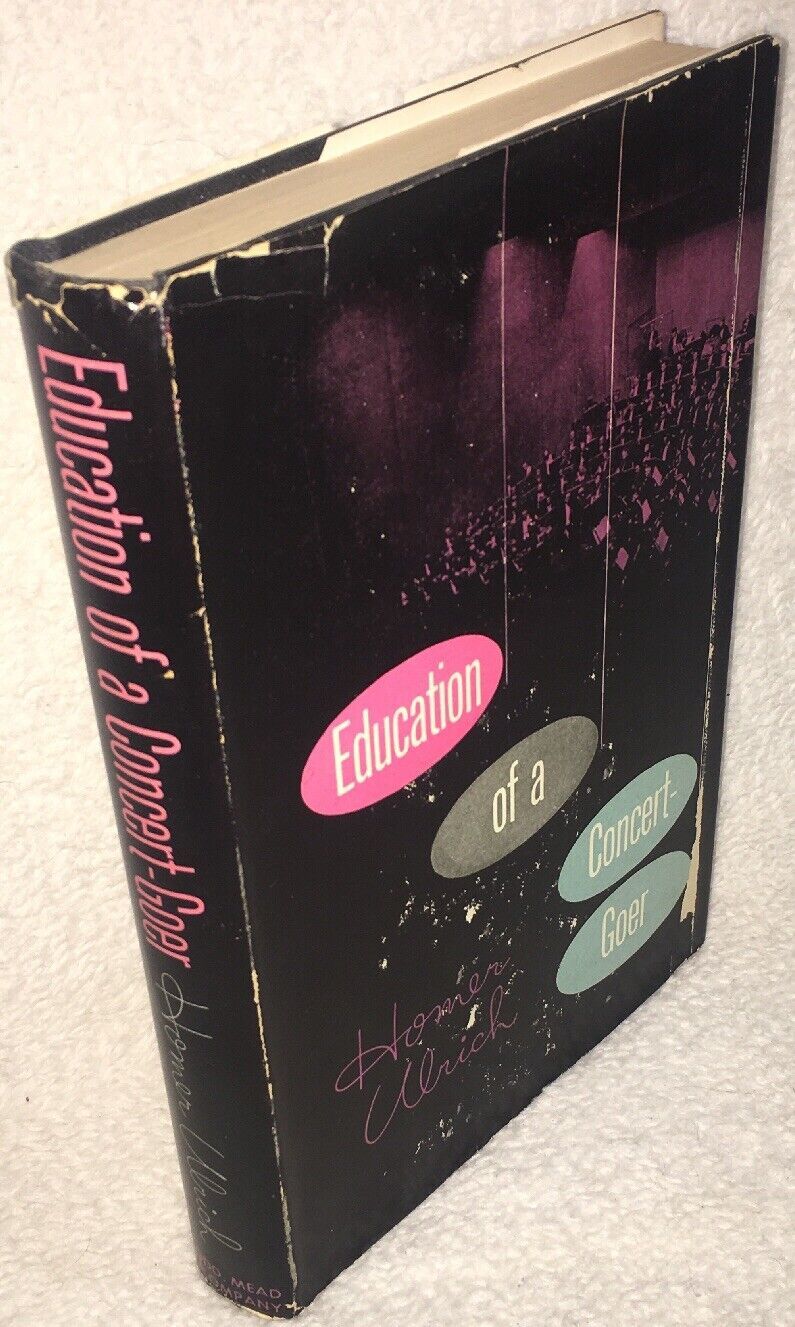 Education of a Concert-Goer Homer Ulrich
MEAD
COMPANY
Education
of a
Concert-
Goer
Homer
Ulrich